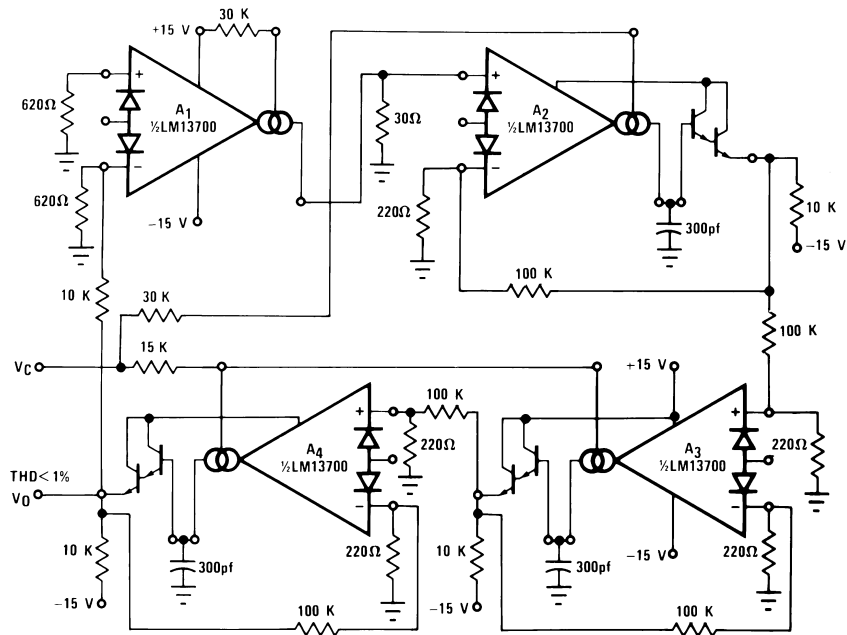 30 K
+15 V
620Ω
+
A1
½LM13700
−
620Ω
−15 V
30Ω
+
A2
½LM13700
−
220Ω
300pf
10 K
−15 V
100 K
10 K
30 K
100 K
VC
15 K
+15 V
100 K
+
A4
½LM13700
−
220Ω
+
A3
½LM13700
−
220Ω
THD<1%
VO
10 K
300pf
220Ω
10 K
300pf
−15 V
220Ω
−15 V
100 K
−15 V
100 K